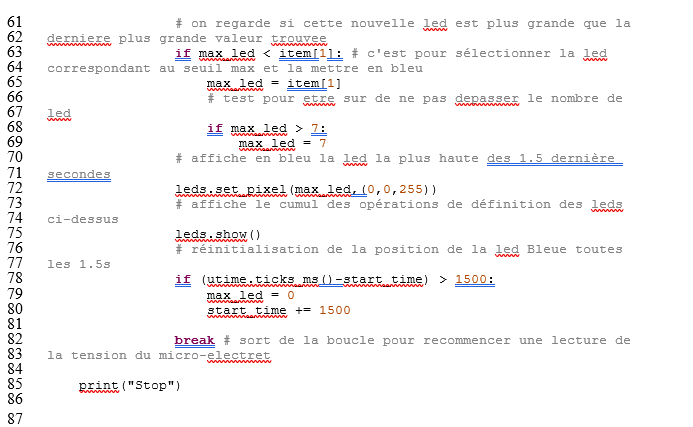 61 # on regarde si cette nouvelle led est plus grande que la
62 derniere plus grande valeur trouvee
63 if max_led < item[1]: # c'est pour sélectionner la led
64 correspondant au seuil max et la mettre en bleu
65 max_led = item[1]
66 # test pour etre sur de ne pas depasser le nombre de
67 led
68 if max_led > 7:
69 max_led = 7
70 # affiche en bleu la led la plus haute des 1.5 dernière
71 secondes
72 leds.set_pixel(max_led,(0,0,255))
73 # affiche le cumul des opérations de définition des leds
74 ci-dessus
75 leds.show()
76 # réinitialisation de la position de la led Bleue toutes
77 les 1.5s
78 if (utime.ticks_ms()-start_time) > 1500:
79 max_led = 0
80 start_time += 1500
81
82 break # sort de la boucle pour recommencer une lecture de
83 la tension du micro-electret
84
85 print("Stop")
86
87